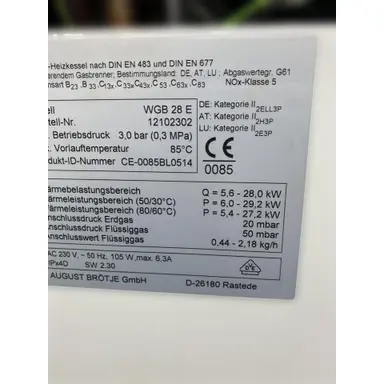 -Heizkessel nach DIN EN 483 und DIN EN 677
arendem Gasbrenner, Bestimmungsland: DE, AT, LU ; Abgaswertegr. G61
nsart B23 ,B33 ,C13x ,C33x C43x ,C53 ,C63x ,C83 NOx-Klasse 5
ell WGB 28 E
tell-Nr. 12102302
. Betriebsdruck 3,0 bar (0,3 MPa)
x. Vorlauftemperatur 85°C
odukt-ID-Nummer CE-0085BL0514
DE: Kategorie II2ELL3P
AT: Kategorie II2H3P
LU: Kategorie II2E3P
CE
0085
ärmebelastungsbereich Q = 5,6 - 28,0 kW
ärmeleistungsbereich (50/30°C) P = 6,0 - 29,2 kW
ärmeleistungsbereich (80/60°C) P = 5,4 - 27,2 kW
nschlussdruck Erdgas 20 mbar
nschlussdruck Flüssiggas 50 mbar
Anschlusswert Flüssiggas 0,44 - 2,18 kg/h
AC 230 V, ~ 50 Hz, 105 W ,max. 6,3A
IPx4D SW 2.30
AUGUST BRÖTJE GmbH D-26180 Rastede